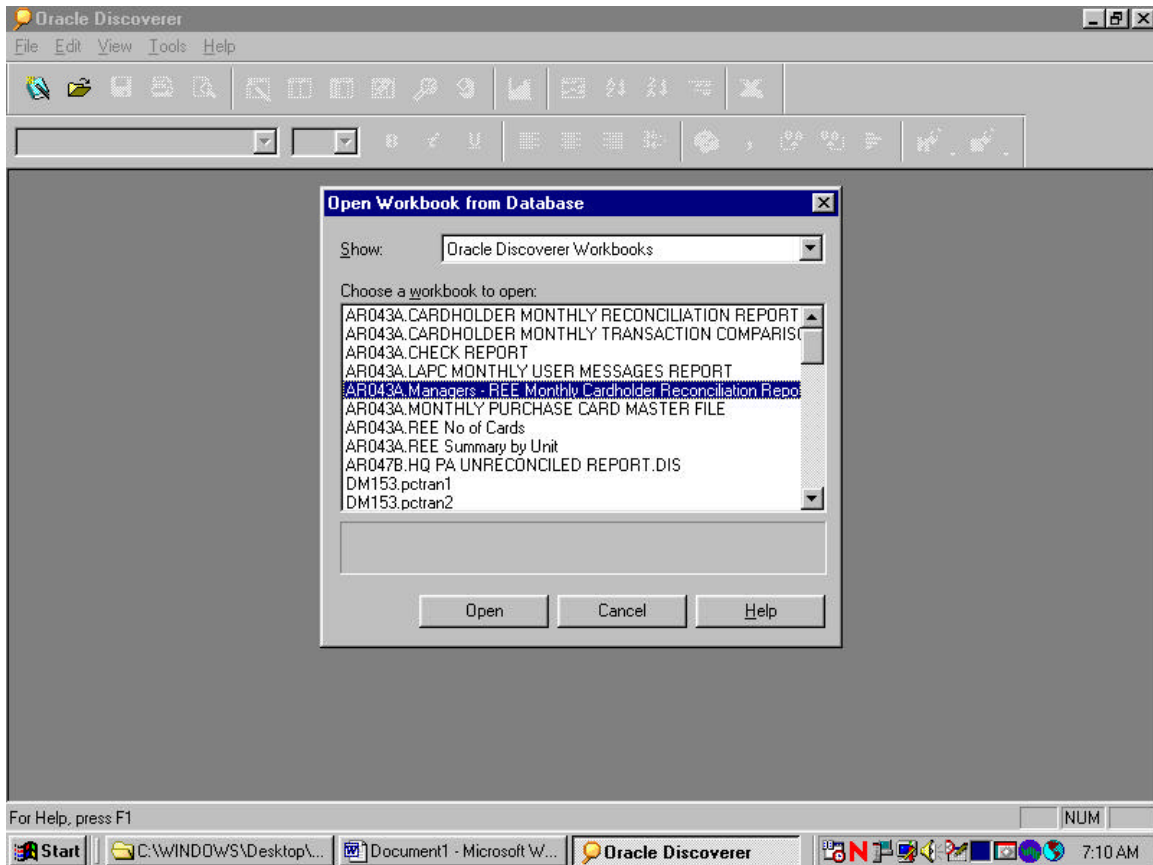 Oracle Discoverer
File Edit View Tools Help
B I U
Open Workbook from Database
Show: Oracle Discoverer Workbooks
Choose a workbook to open:
AR043A.CARDHOLDER MONTHLY RECONCILIATION REPORT
AR043A.CARDHOLDER MONTHLY TRANSACTION COMPARISO
AR043A.CHECK REPORT
AR043A.LAPC MONTHLY USER MESSAGES REPORT
AR043A.Managers - REE Monthly Cardholder Reconciliation Repo
AR043A.MONTHLY PURCHASE CARD MASTER FILE
AR043A.REE No of Cards
AR043A.REE Summary by Unit
AR047B.HQ PA UNRECONCILED REPORT.DIS
DM153.pctran1
DM153.pctran2
Open Cancel Help
For Help, press F1 NUM
Start C:\WINDOWS\Desktop\... Document1 - Microsoft W... Oracle Discoverer N 7:10 AM